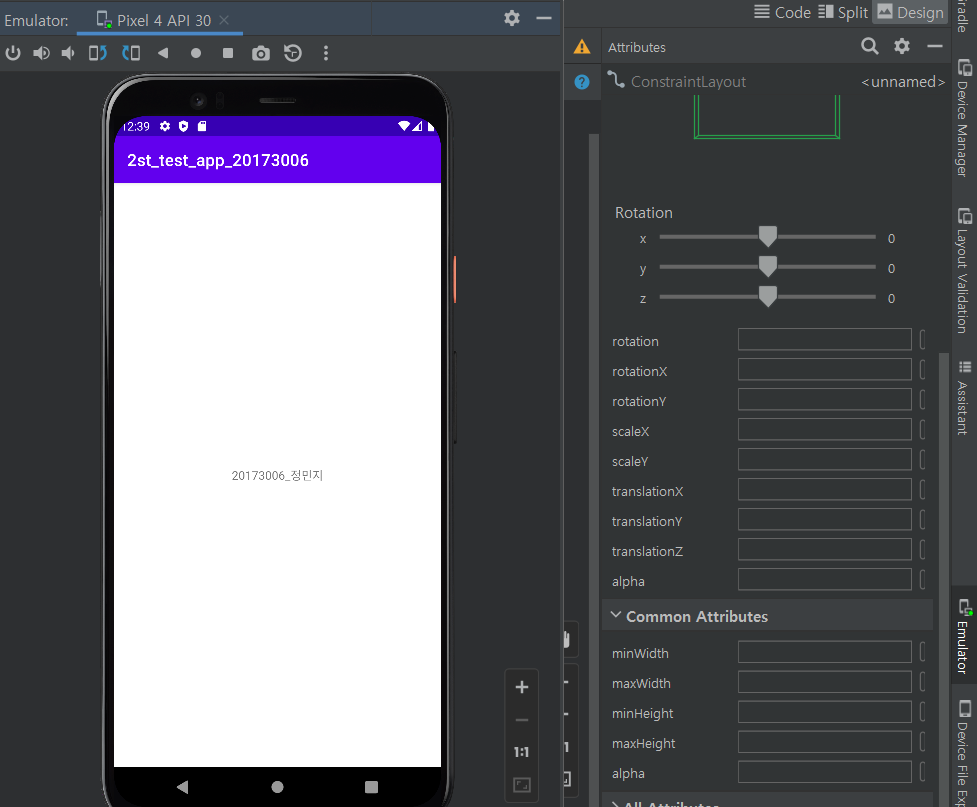 Emulator:
Pixel 4 API 30
12:39
2st_test_app_20173006
20173006_정민지
1:1
Code
Split
Design
Attributes
ConstraintLayout
<unnamed>
Rotation
x
0
y
0
z
0
rotation
rotationX
rotationY
scaleX
scaleY
translationX
translationY
translationZ
alpha
Common Attributes
minWidth
maxWidth
minHeight
maxHeight
alpha
All Attributes
Device Manager
Layout Validation
Assistant
Emulator
Device File Exp